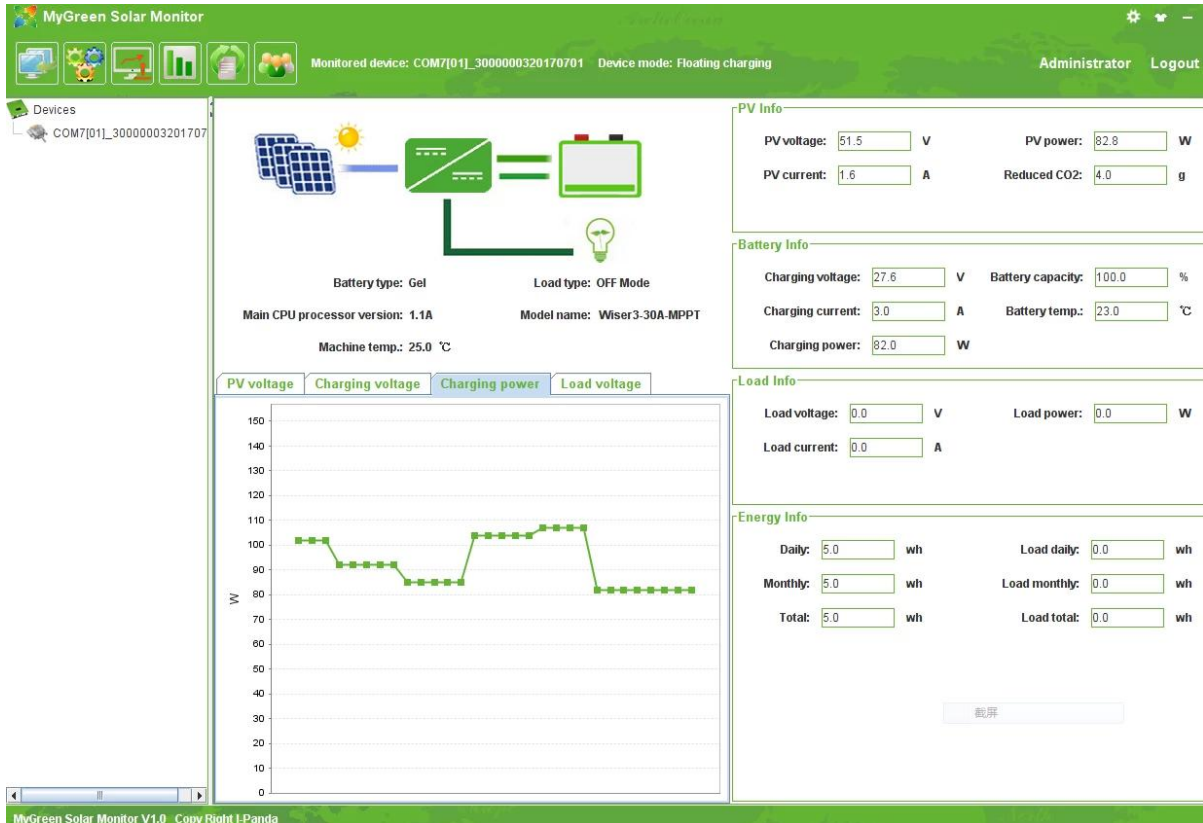 MyGreen Solar Monitor
Monitored device: COM7[01]_3000000320170701 Device mode: Floating charging
Administrator Logout
Devices
COM7[01]_30000003201707
Battery type: Gel Load type: OFF Mode
Main CPU processor version: 1.1A Model name: Wiser3-30A-MPPT
Machine temp.: 25.0 ℃
PV voltage Charging voltage Charging power Load voltage
150
140
130
120
110
100
90
80
70
60
50
40
30
20
10
0
W
PV Info
PV voltage: 51.5 V PV power: 82.8 W
PV current: 1.6 A Reduced CO2: 4.0 g
Battery Info
Charging voltage: 27.6 V Battery capacity: 100.0 %
Charging current: 3.0 A Battery temp.: 23.0 ℃
Charging power: 82.0 W
Load Info
Load voltage: 0.0 V Load power: 0.0 W
Load current: 0.0 A
Energy Info
Daily: 5.0 wh Load daily: 0.0 wh
Monthly: 5.0 wh Load monthly: 0.0 wh
Total: 5.0 wh Load total: 0.0 wh
截屏
MyGreen Solar Monitor V1.0 Copy Right I-Panda